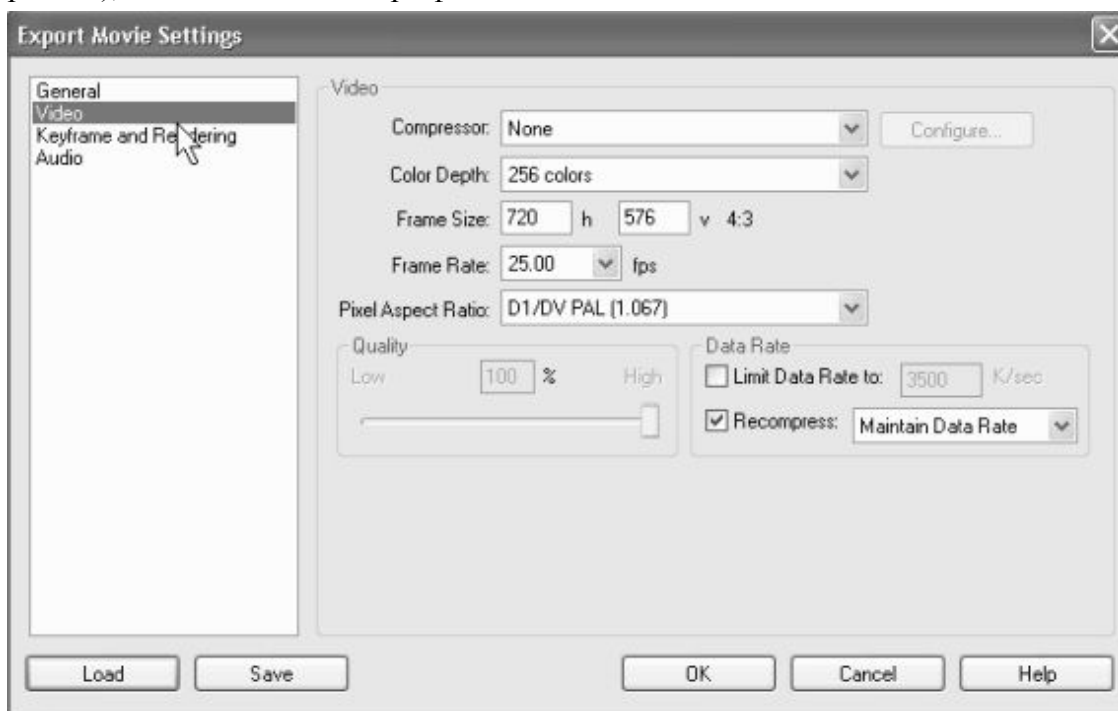 Export Movie Settings
General
Video
Keyframe and Rendering
Audio
Video
Compressor: None Configure...
Color Depth: 256 colors
Frame Size: 720 h 576 v 4:3
Frame Rate: 25.00 fps
Pixel Aspect Ratio: D1/DV PAL (1.067)
Quality
Low 100 % High
Data Rate
Limit Data Rate to: 3500 K/sec
Recompress: Maintain Data Rate
Load Save OK Cancel Help